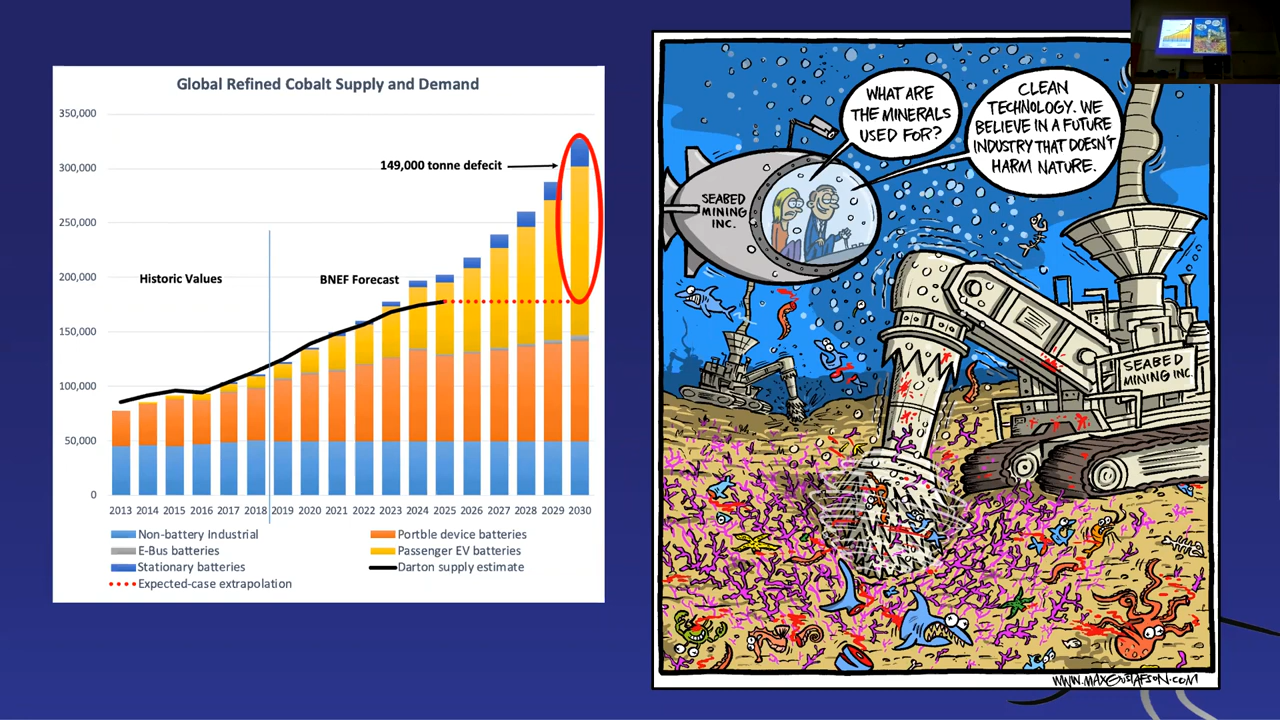 Global Refined Cobalt Supply and Demand
350,000
300,000
250,000
200,000
150,000
100,000
50,000
0
149,000 tonne defecit
Historic Values
BNEF Forecast
2013 2014 2015 2016 2017 2018 2019 2020 2021 2022 2023 2024 2025 2026 2027 2028 2029 2030
Non-battery Industrial
Portble device batteries
E-Bus batteries
Passenger EV batteries
Stationary batteries
Darton supply estimate
Expected-case extrapolation
WHAT ARE
THE MINERALS
USED FOR?
CLEAN
TECHNOLOGY. WE
BELIEVE IN A FUTURE
INDUSTRY THAT DOESN'T
HARM NATURE.
SEABED
MINING
INC.
SEABED
MINING INC.
WWW.MAXGUSTAFSON.COM